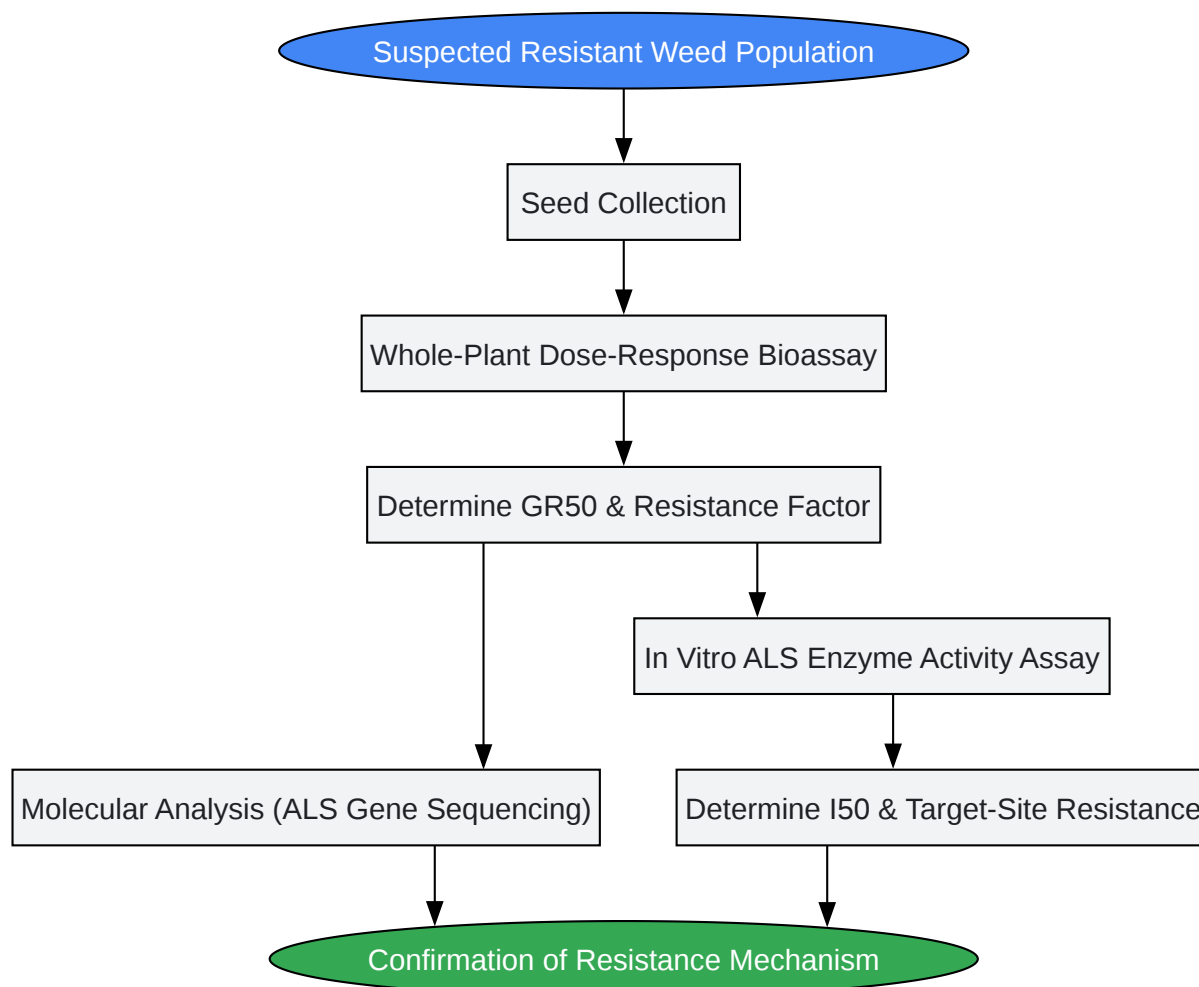 Suspected Resistant Weed Population
Seed Collection
Whole-Plant Dose-Response Bioassay
Determine GR50 & Resistance Factor
In Vitro ALS Enzyme Activity Assay
Molecular Analysis (ALS Gene Sequencing)
Determine I50 & Target-Site Resistance
Confirmation of Resistance Mechanism